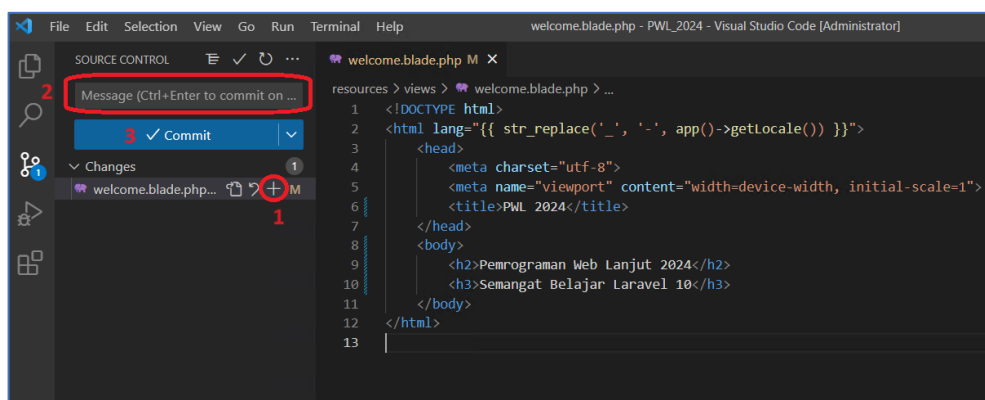 File Edit Selection View Go Run Terminal Help welcome.blade.php - PWL_2024 - Visual Studio Code [Administrator]
SOURCE CONTROL
welcome.blade.php M
2
Message (Ctrl+Enter to commit on ...
3 Commit
Changes 1
1
welcome.blade.php... M
1
resources > views > welcome.blade.php > ...
1 <!DOCTYPE html>
2 <html lang="{{ str_replace('_', '-', app()->getLocale()) }}">
3 <head>
4 <meta charset="utf-8">
5 <meta name="viewport" content="width=device-width, initial-scale=1">
6 <title>PWL 2024</title>
7 </head>
8 <body>
9 <h2>Pemrograman Web Lanjut 2024</h2>
10 <h3>Semangat Belajar Laravel 10</h3>
11 </body>
12 </html>
13